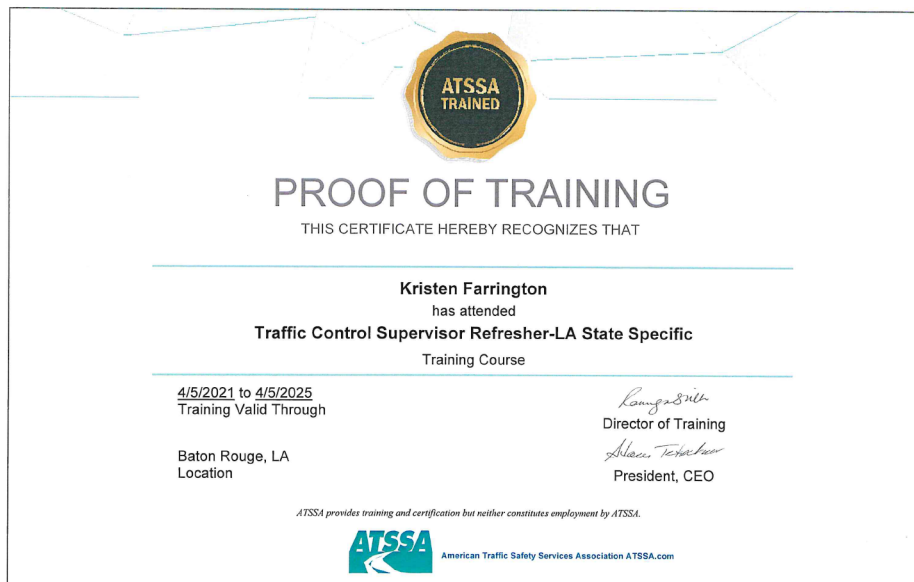 ATSSA
TRAINED
PROOF OF TRAINING
THIS CERTIFICATE HEREBY RECOGNIZES THAT
Kristen Farrington
has attended
Traffic Control Supervisor Refresher-LA State Specific
Training Course
4/5/2021 to 4/5/2025
Training Valid Through
Director of Training
Baton Rouge, LA
Location
President, CEO
ATSSA provides training and certification but neither constitutes employment by ATSSA.
ATSSA
American Traffic Safety Services Association ATSSA.com